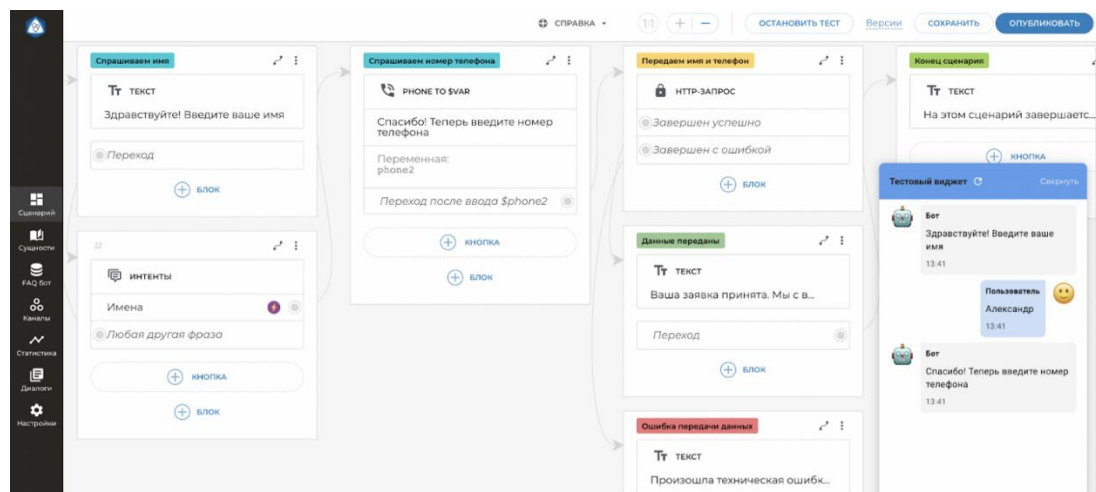 СПРАВКА
1:1
ОСТАНОВИТЬ ТЕСТ
Версии
СОХРАНИТЬ
ОПУБЛИКОВАТЬ
Сценарий
Сущности
FAQ бот
Каналы
Статистика
Диалоги
Настройки
Спрашиваем имя
ТЕКСТ
Здравствуйте! Введите ваше имя
Переход
БЛОК
12
ИНТЕНТЫ
Имена
Любая другая фраза
КНОПКА
БЛОК
Спрашиваем номер телефона
PHONE TO $VAR
Спасибо! Теперь введите номер
телефона
Переменная:
phone2
Переход после ввода $phone2
КНОПКА
БЛОК
Передаем имя и телефон
HTTP-ЗАПРОС
Завершен успешно
Завершен с ошибкой
БЛОК
Данные переданы
ТЕКСТ
Ваша заявка принята. Мы с в...
Переход
БЛОК
Ошибка передачи данных
ТЕКСТ
Произошла техническая ошибк...
Конец сценария
ТЕКСТ
На этом сценарий завершаетс...
КНОПКА
Тестовый виджет
Свернуть
Бот
Здравствуйте! Введите ваше
имя
13:41
Пользователь
Александр
13:41
Бот
Спасибо! Теперь введите номер
телефона
13:41